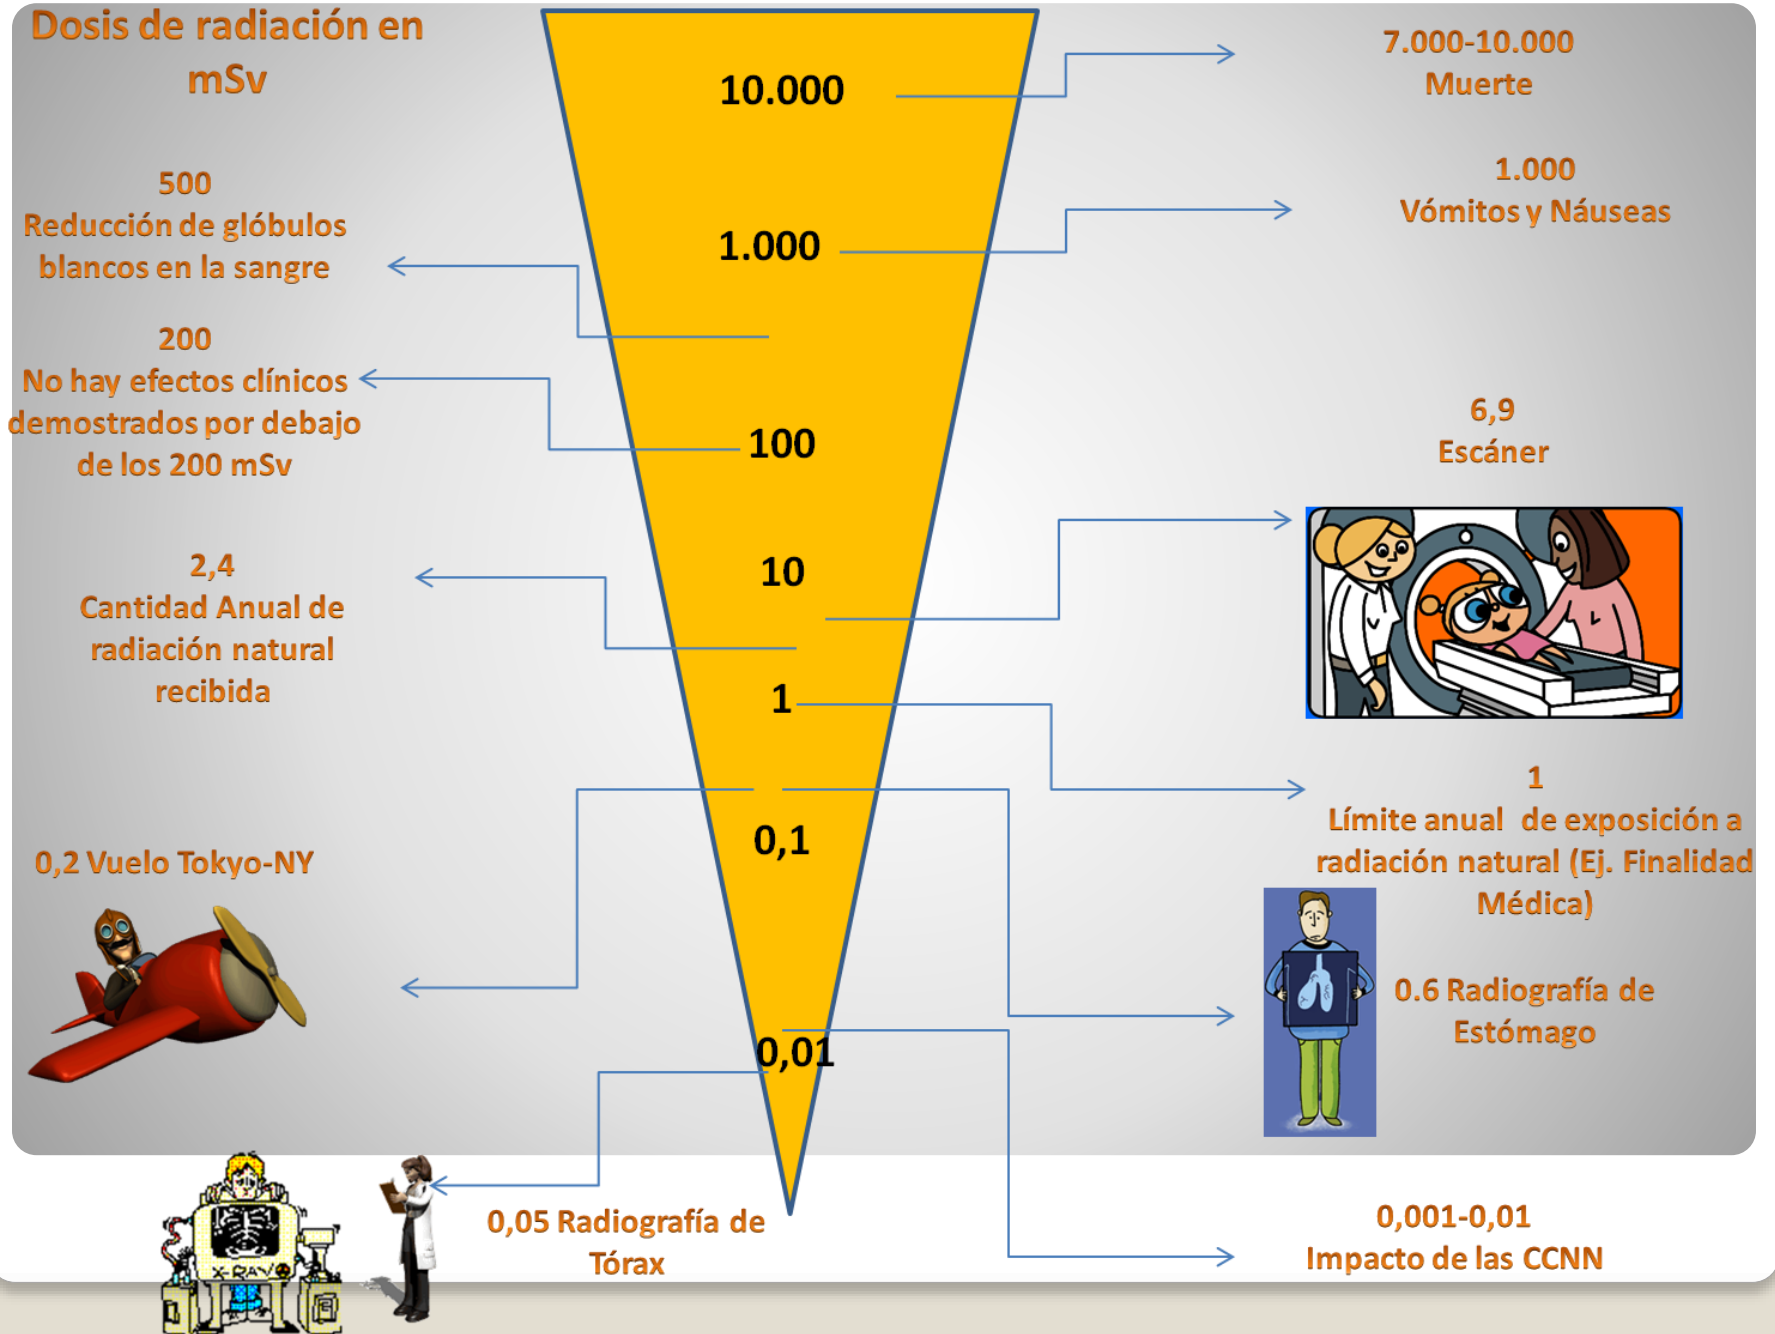 Dosis de radiación en
mSv
500
Reducción de glóbulos
blancos en la sangre
200
No hay efectos clínicos
demostrados por debajo
de los 200 mSv
2,4
Cantidad Anual de
radiación natural
recibida
0,2 Vuelo Tokyo-NY
X-RAY
0,05 Radiografía de
Tórax
10.000
1.000
100
10
1
0,1
0,01
7.000-10.000
Muerte
1.000
Vómitos y Náuseas
6,9
Escáner
1
Límite anual de exposición a
radiación natural (Ej. Finalidad
Médica)
0.6 Radiografía de
Estómago
0,001-0,01
Impacto de las CCNN